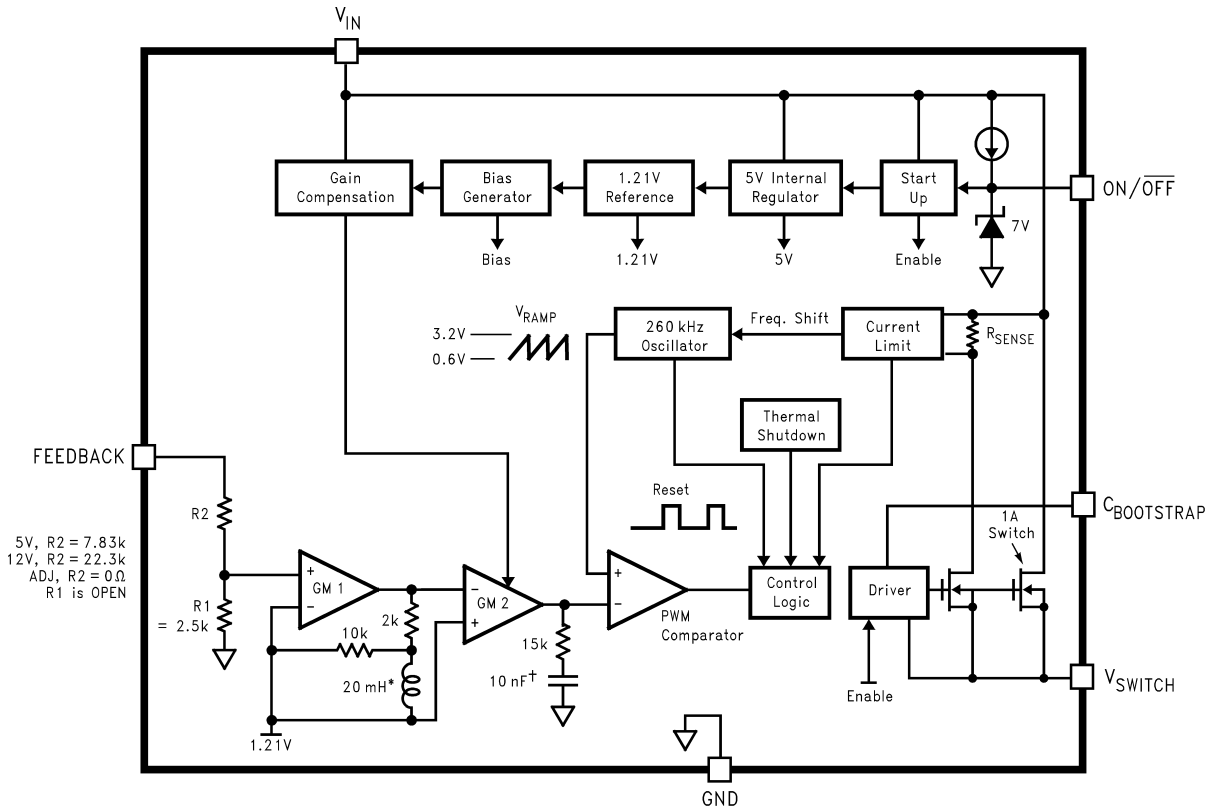 VIN
Gain
Compensation
Bias
Generator
1.21V
Reference
5V Internal
Regulator
Start
Up
ON/OFF
7V
Bias
1.21V
5V
Enable
VRAMP
3.2V
0.6V
260 kHz
Oscillator
Freq. Shift
Current
Limit
RSENSE
Thermal
Shutdown
FEEDBACK
Reset
CBOOTSTRAP
1A
Switch
R2
5V, R2 = 7.83k
12V, R2 = 22.3k
ADJ, R2 = 0Ω
R1 is OPEN
R1
= 2.5k
+
GM 1
−
2k
10k
20 mH*
1.21V
−
GM 2
+
15k
10 nF†
+
−
PWM
Comparator
Control
Logic
Driver
Enable
VSWITCH
GND